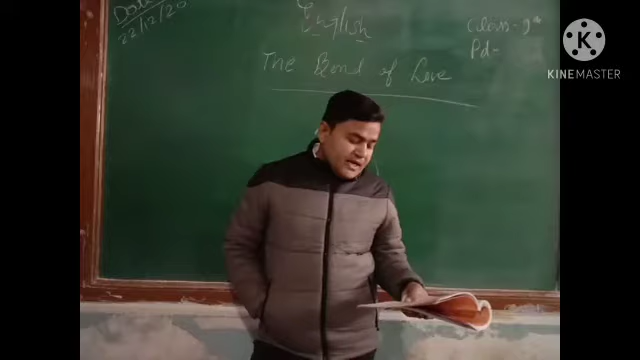 Date
22/12/20
English
Class - 9th
Pd-
The Bond of Love
K
KINEMASTER